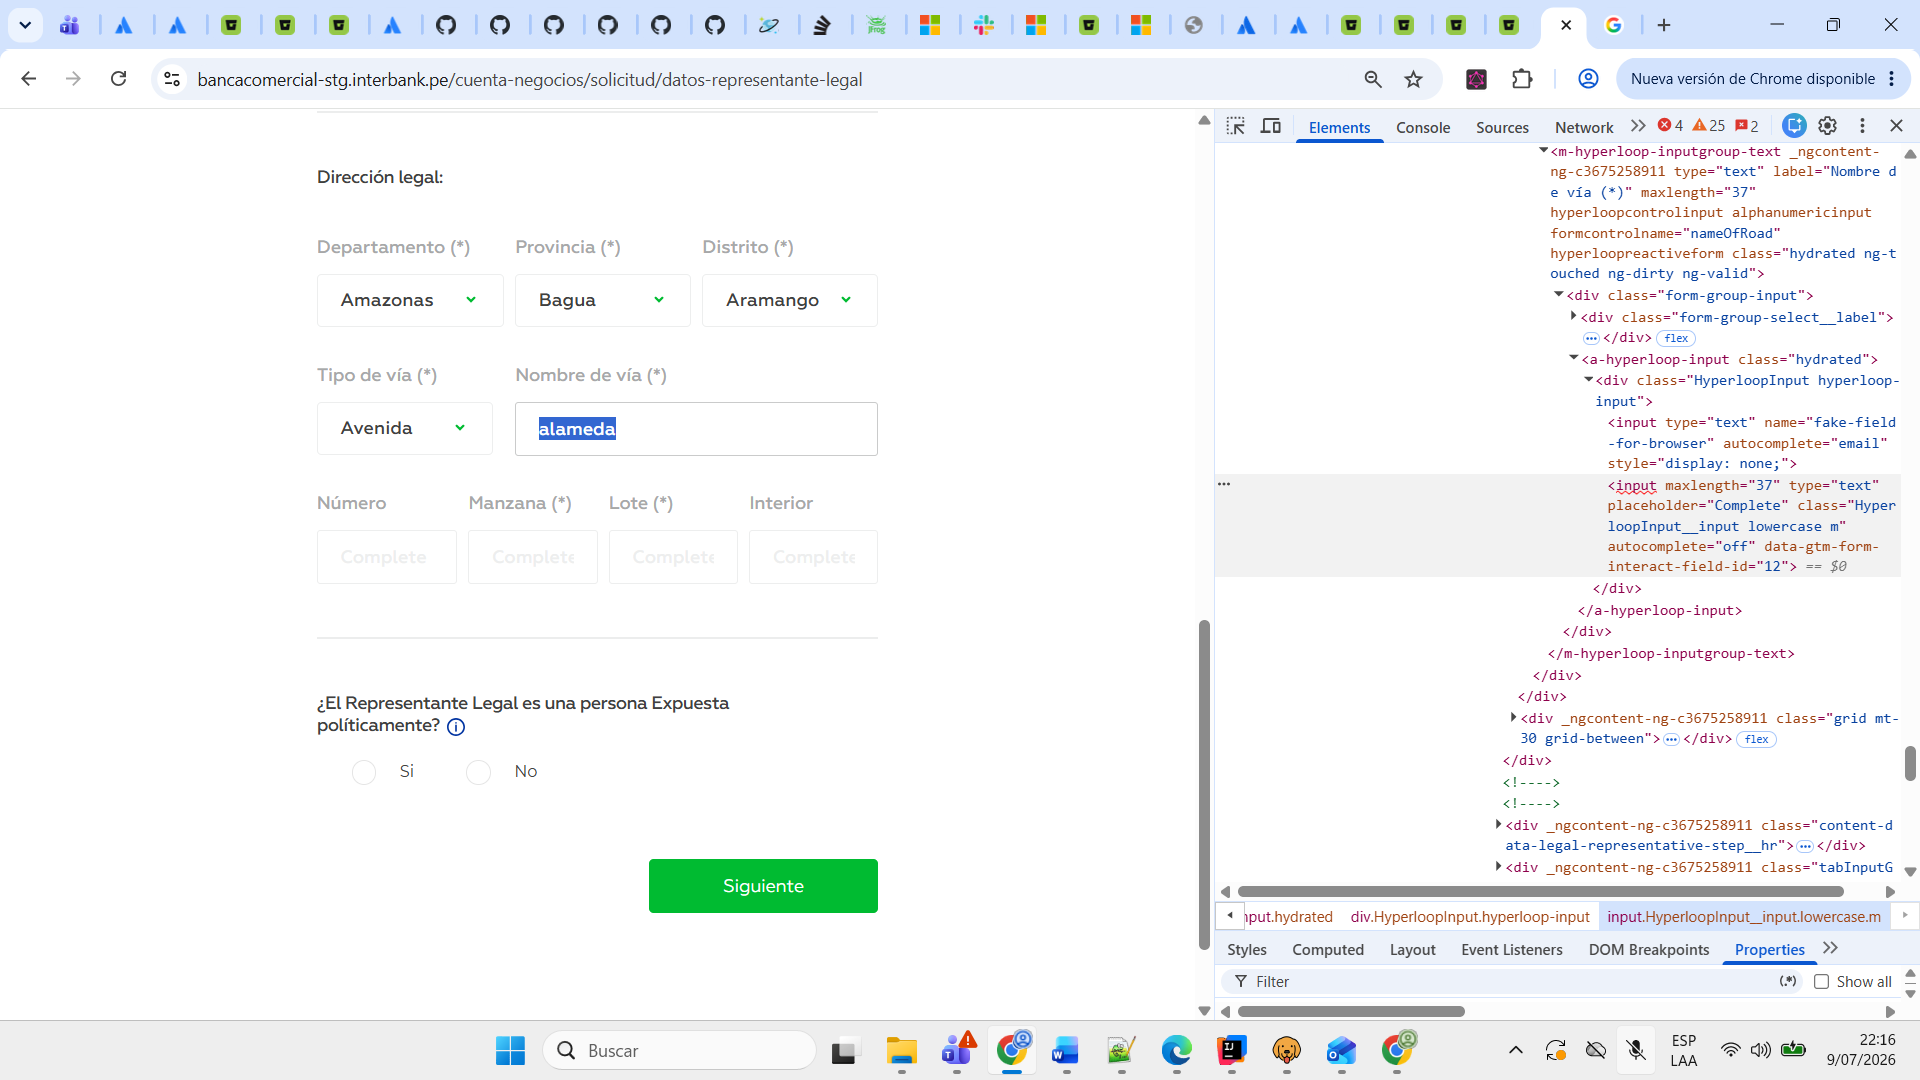 bancacomercial-stg.interbank.pe/cuenta-negocios/solicitud/datos-representante-legal
Nueva versión de Chrome disponible
Dirección legal:
Departamento (*) Provincia (*) Distrito (*)
Amazonas Bagua Aramango
Tipo de vía (*) Nombre de vía (*)
Avenida alameda
Número Manzana (*) Lote (*) Interior
Complete Complete Complete Complete
¿El Representante Legal es una persona Expuesta
políticamente?
Si No
Siguiente
Elements Console Sources Network 4 25 2
<m-hyperloop-inputgroup-text _ngcontent-
ng-c3675258911 type="text" label="Nombre d
e vía (*)" maxlength="37"
hyperloopcontrolinput alphanumericinput
formcontrolname="nameOfRoad"
hyperloopreactiveform class="hydrated ng-t
ouched ng-dirty ng-valid">
<div class="form-group-input">
<div class="form-group-select__label">
</div> flex
<a-hyperloop-input class="hydrated">
<div class="HyperloopInput hyperloop-
input">
<input type="text" name="fake-field
-for-browser" autocomplete="email"
style="display: none;">
<input maxlength="37" type="text"
placeholder="Complete" class="Hyper
loopInput__input lowercase m"
autocomplete="off" data-gtm-form-
interact-field-id="12"> == $0
</div>
</a-hyperloop-input>
</div>
</m-hyperloop-inputgroup-text>
</div>
</div>
<div _ngcontent-ng-c3675258911 class="grid mt-
30 grid-between"> </div> flex
</div>
<!---->
<!---->
<div _ngcontent-ng-c3675258911 class="content-d
ata-legal-representative-step__hr"> </div>
<div _ngcontent-ng-c3675258911 class="tabInputG
nput.hydrated div.HyperloopInput.hyperloop-input input.HyperloopInput__input.lowercase.m
Styles Computed Layout Event Listeners DOM Breakpoints Properties
Filter (.*) Show all
Buscar
ESP
LAA
22:16
9/07/2026